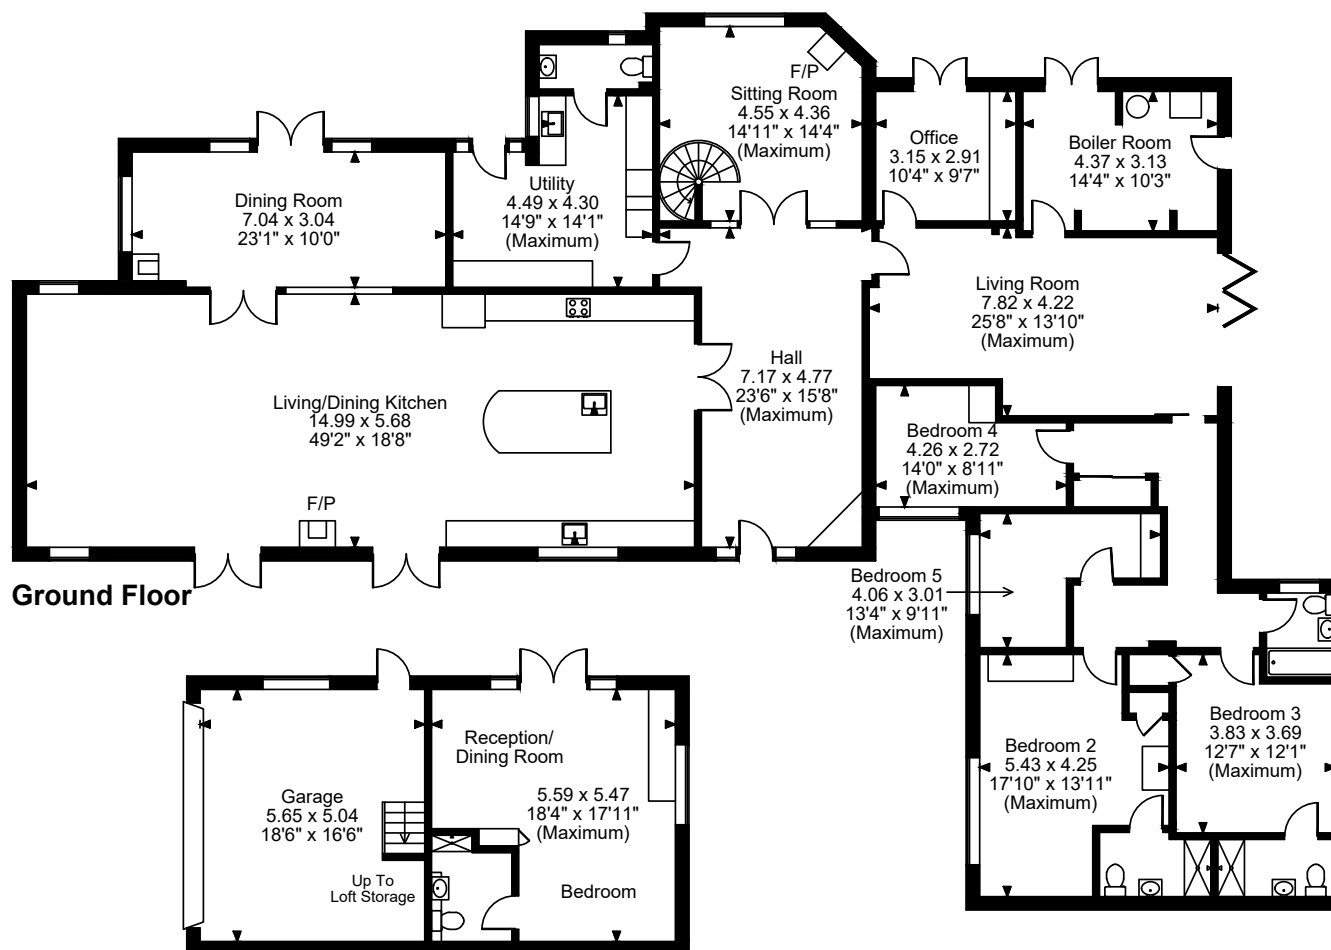 F/P
Sitting Room
4.55 x 4.36
14'11" x 14'4"
(Maximum)
Office
3.15 x 2.91
10'4" x 9'7"
Boiler Room
4.37 x 3.13
14'4" x 10'3"
Dining Room
7.04 x 3.04
23'1" x 10'0"
Utility
4.49 x 4.30
14'9" x 14'1"
(Maximum)
Living Room
7.82 x 4.22
25'8" x 13'10"
(Maximum)
Hall
7.17 x 4.77
23'6" x 15'8"
(Maximum)
Living/Dining Kitchen
14.99 x 5.68
49'2" x 18'8"
F/P
Bedroom 4
4.26 x 2.72
14'0" x 8'11"
(Maximum)
Ground Floor
Bedroom 5
4.06 x 3.01
13'4" x 9'11"
(Maximum)
Bedroom 2
5.43 x 4.25
17'10" x 13'11"
(Maximum)
Bedroom 3
3.83 x 3.69
12'7" x 12'1"
(Maximum)
Reception/
Dining Room
5.59 x 5.47
18'4" x 17'11"
(Maximum)
Bedroom
Garage
5.65 x 5.04
18'6" x 16'6"
Up To
Loft Storage